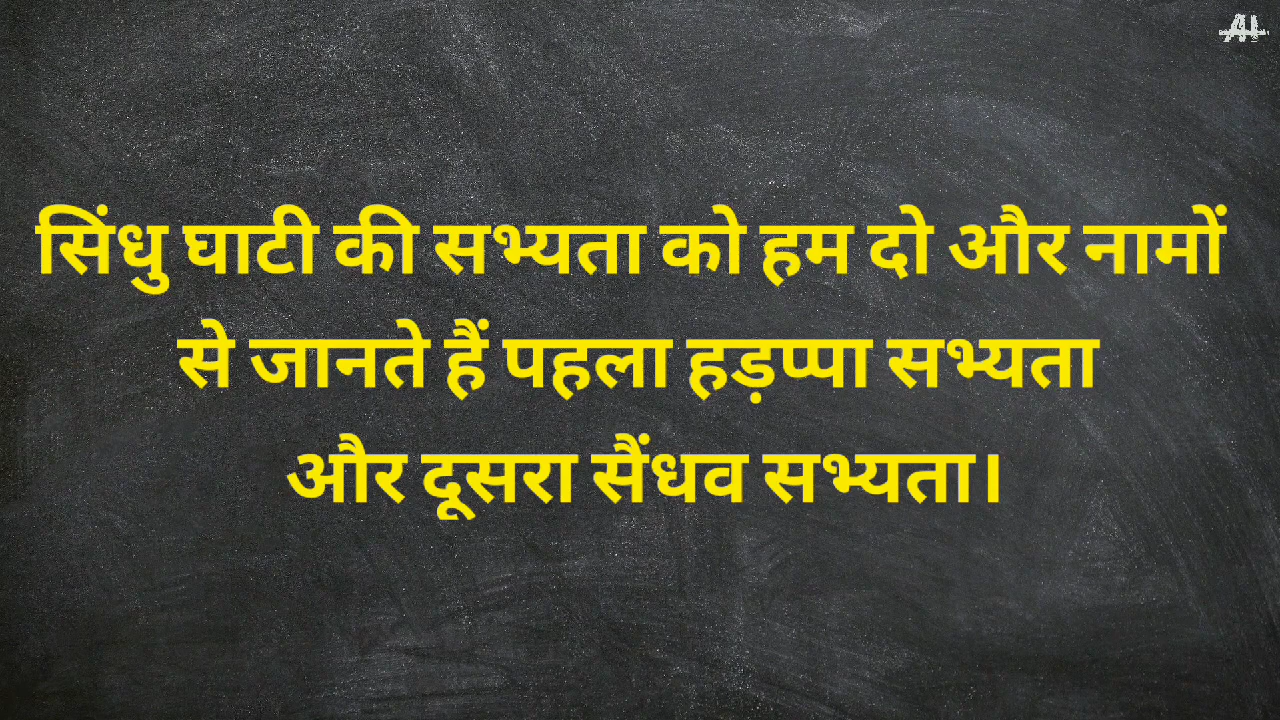 सिंधु घाटी की सभ्यता को हम दो और नामों
से जानते हैं पहला हड़प्पा सभ्यता
और दूसरा सैंधव सभ्यता।